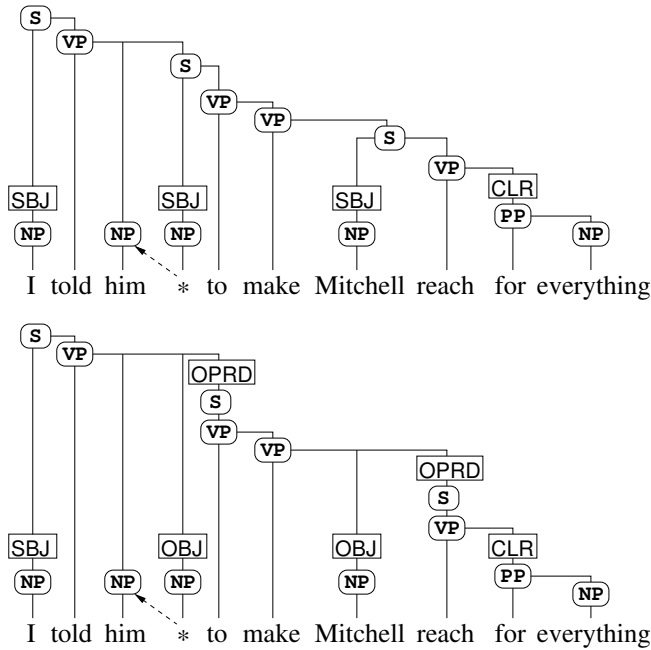 S
VP
S
VP
VP
S
VP
SBJ SBJ SBJ CLR
PP
NP NP NP NP NP
I told him * to make Mitchell reach for everything
S
VP
OPRD
S
VP
VP
OPRD
S
VP
SBJ OBJ OBJ CLR
PP
NP NP NP NP NP
I told him * to make Mitchell reach for everything